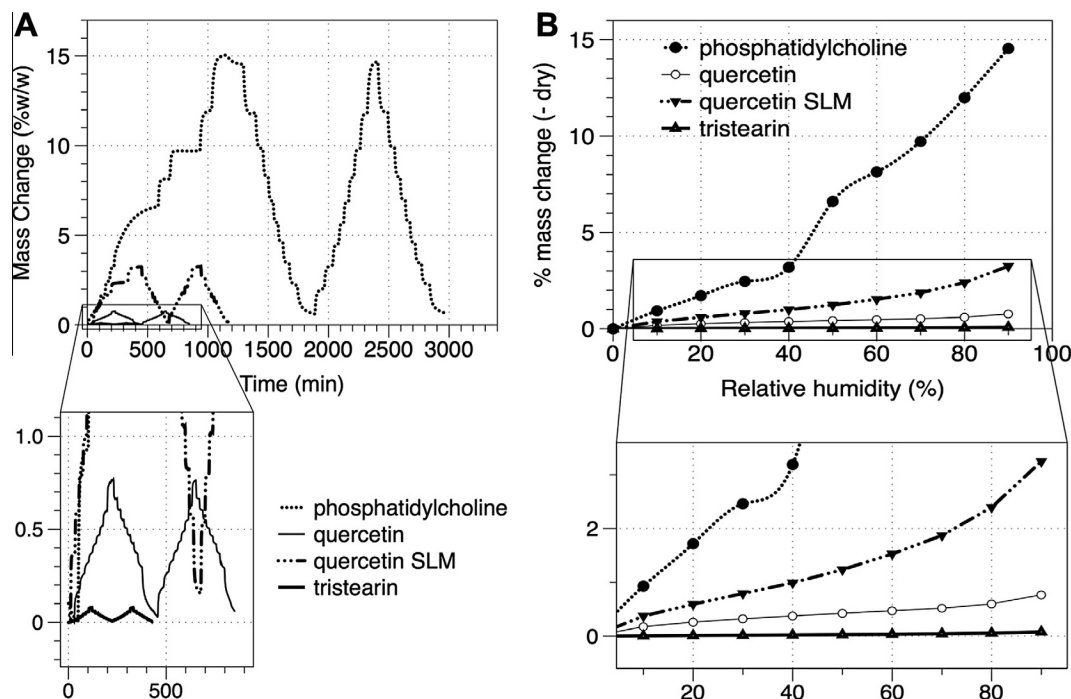 A
Mass Change (%w/w)
15
10
5
0
0 500 1000 1500 2000 2500 3000
Time (min)
1.0
0.5
0
0 500
phosphatidylcholine
quercetin
quercetin SLM
tristearin
B
% mass change (- dry)
15
10
5
0
phosphatidylcholine
quercetin
quercetin SLM
tristearin
20 40 60 80 100
Relative humidity (%)
2
0
20 40 60 80